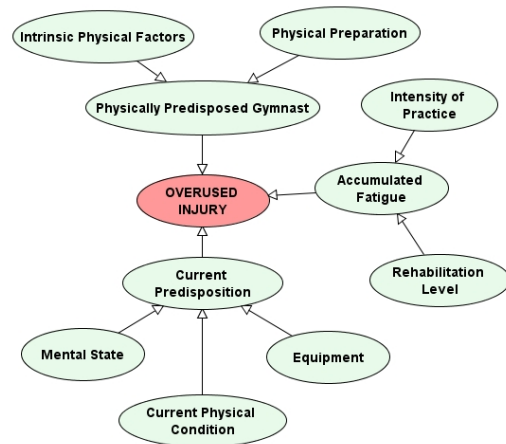 Intrinsic Physical Factors
Physical Preparation
Physically Predisposed Gymnast
Intensity of
Practice
OVERUSED
INJURY
Accumulated
Fatigue
Current
Predisposition
Rehabilitation
Level
Mental State
Equipment
Current Physical
Condition